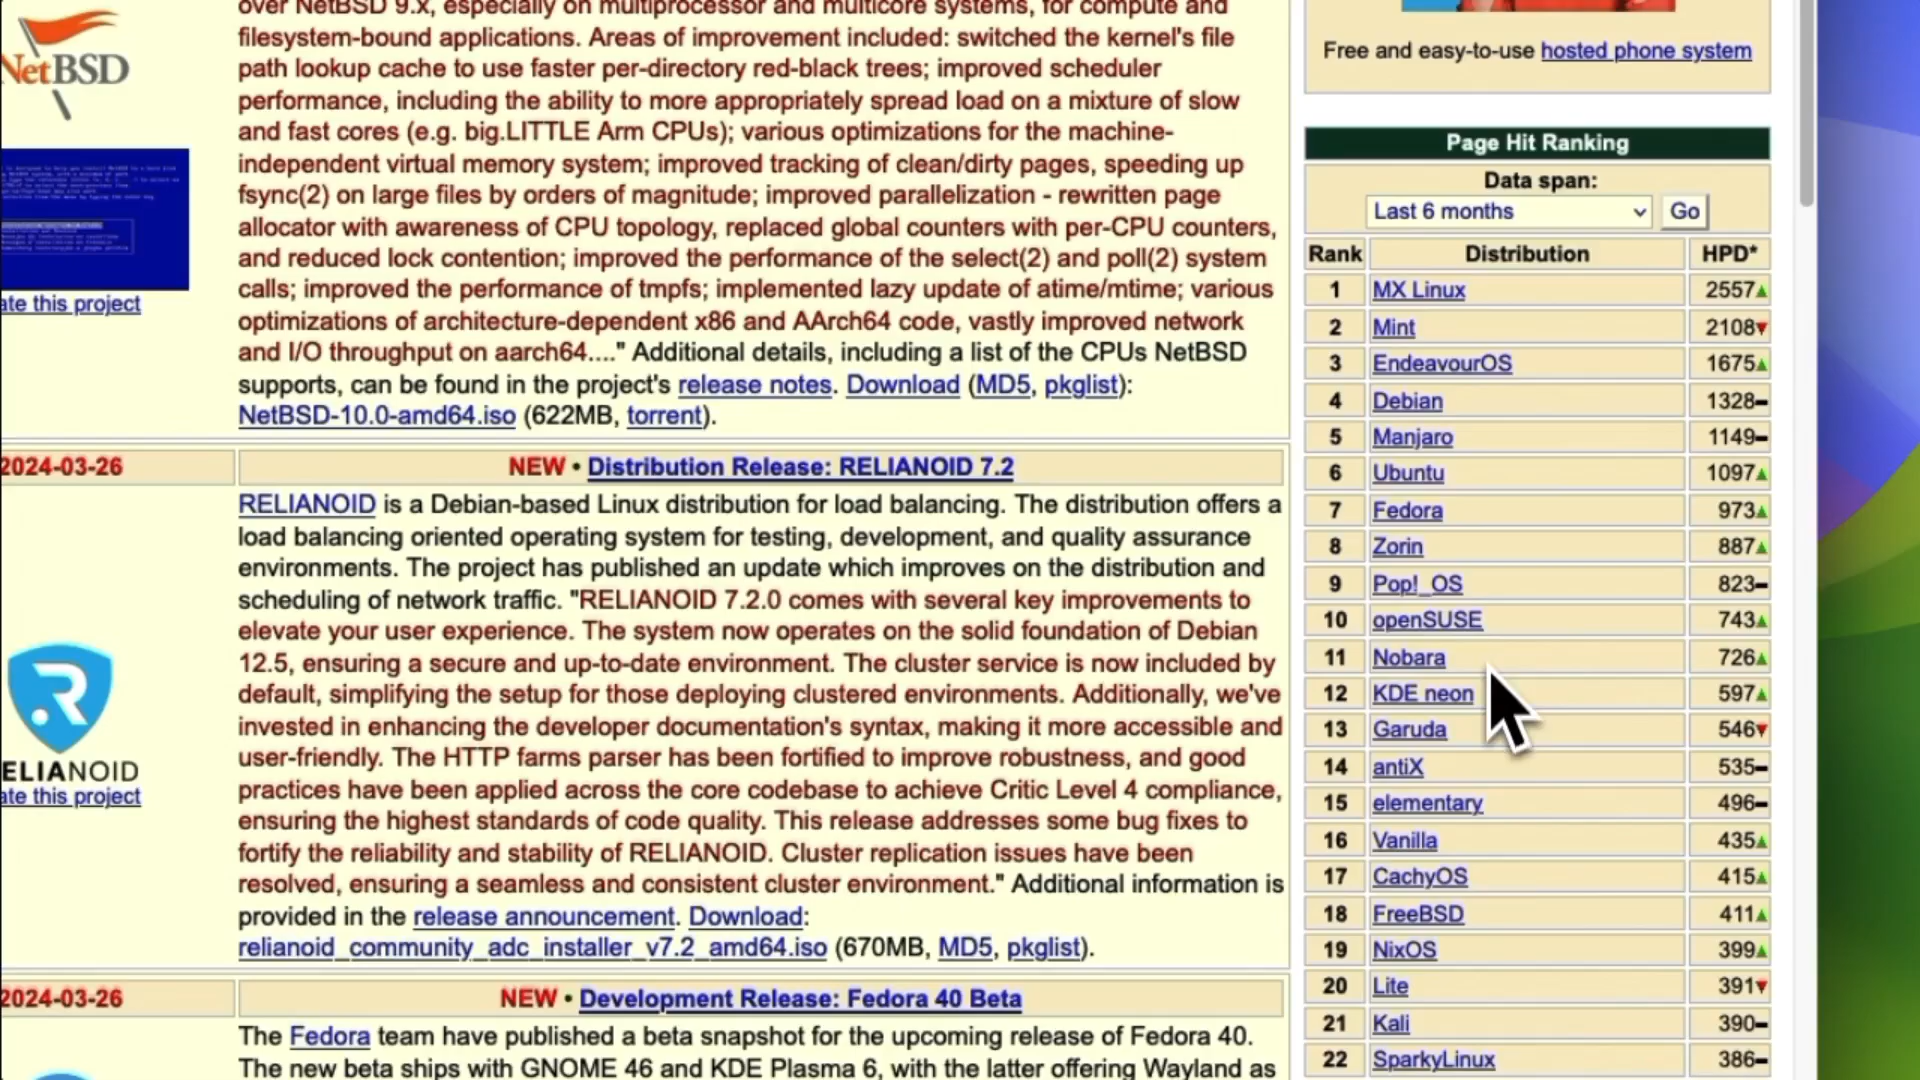 over NetBSD 9.x, especially on multiprocessor and multicore systems, for compute and
filesystem-bound applications. Areas of improvement included: switched the kernel's file
path lookup cache to use faster per-directory red-black trees; improved scheduler
performance, including the ability to more appropriately spread load on a mixture of slow
and fast cores (e.g. big.LITTLE Arm CPUs); various optimizations for the machine-
independent virtual memory system; improved tracking of clean/dirty pages, speeding up
fsync(2) on large files by orders of magnitude; improved parallelization - rewritten page
allocator with awareness of CPU topology, replaced global counters with per-CPU counters,
and reduced lock contention; improved the performance of the select(2) and poll(2) system
calls; improved the performance of tmpfs; implemented lazy update of atime/mtime; various
optimizations of architecture-dependent x86 and AArch64 code, vastly improved network
and I/O throughput on aarch64...." Additional details, including a list of the CPUs NetBSD
supports, can be found in the project's release notes. Download (MD5, pkglist):
NetBSD-10.0-amd64.iso (622MB, torrent).
NetBSD
ate this project
2024-03-26
NEW • Distribution Release: RELIANOID 7.2
RELIANOID is a Debian-based Linux distribution for load balancing. The distribution offers a
load balancing oriented operating system for testing, development, and quality assurance
environments. The project has published an update which improves on the distribution and
scheduling of network traffic. "RELIANOID 7.2.0 comes with several key improvements to
elevate your user experience. The system now operates on the solid foundation of Debian
12.5, ensuring a secure and up-to-date environment. The cluster service is now included by
default, simplifying the setup for those deploying clustered environments. Additionally, we've
invested in enhancing the developer documentation's syntax, making it more accessible and
user-friendly. The HTTP farms parser has been fortified to improve robustness, and good
practices have been applied across the core codebase to achieve Critic Level 4 compliance,
ensuring the highest standards of code quality. This release addresses some bug fixes to
fortify the reliability and stability of RELIANOID. Cluster replication issues have been
resolved, ensuring a seamless and consistent cluster environment." Additional information is
provided in the release announcement. Download:
relianoid_community_adc_installer_v7.2_amd64.iso (670MB, MD5, pkglist).
ELIANOID
ate this project
2024-03-26
NEW • Development Release: Fedora 40 Beta
The Fedora team have published a beta snapshot for the upcoming release of Fedora 40.
The new beta ships with GNOME 46 and KDE Plasma 6, with the latter offering Wayland as
Free and easy-to-use hosted phone system
Page Hit Ranking
Data span:
Last 6 months Go
Rank Distribution HPD*
1 MX Linux 2557▲
2 Mint 2108▼
3 EndeavourOS 1675▲
4 Debian 1328–
5 Manjaro 1149–
6 Ubuntu 1097▲
7 Fedora 973▲
8 Zorin 887▲
9 Pop!_OS 823–
10 openSUSE 743▲
11 Nobara 726▲
12 KDE neon 597▲
13 Garuda 546▼
14 antiX 535–
15 elementary 496–
16 Vanilla 435▲
17 CachyOS 415▲
18 FreeBSD 411▲
19 NixOS 399▲
20 Lite 391▼
21 Kali 390–
22 SparkyLinux 386–